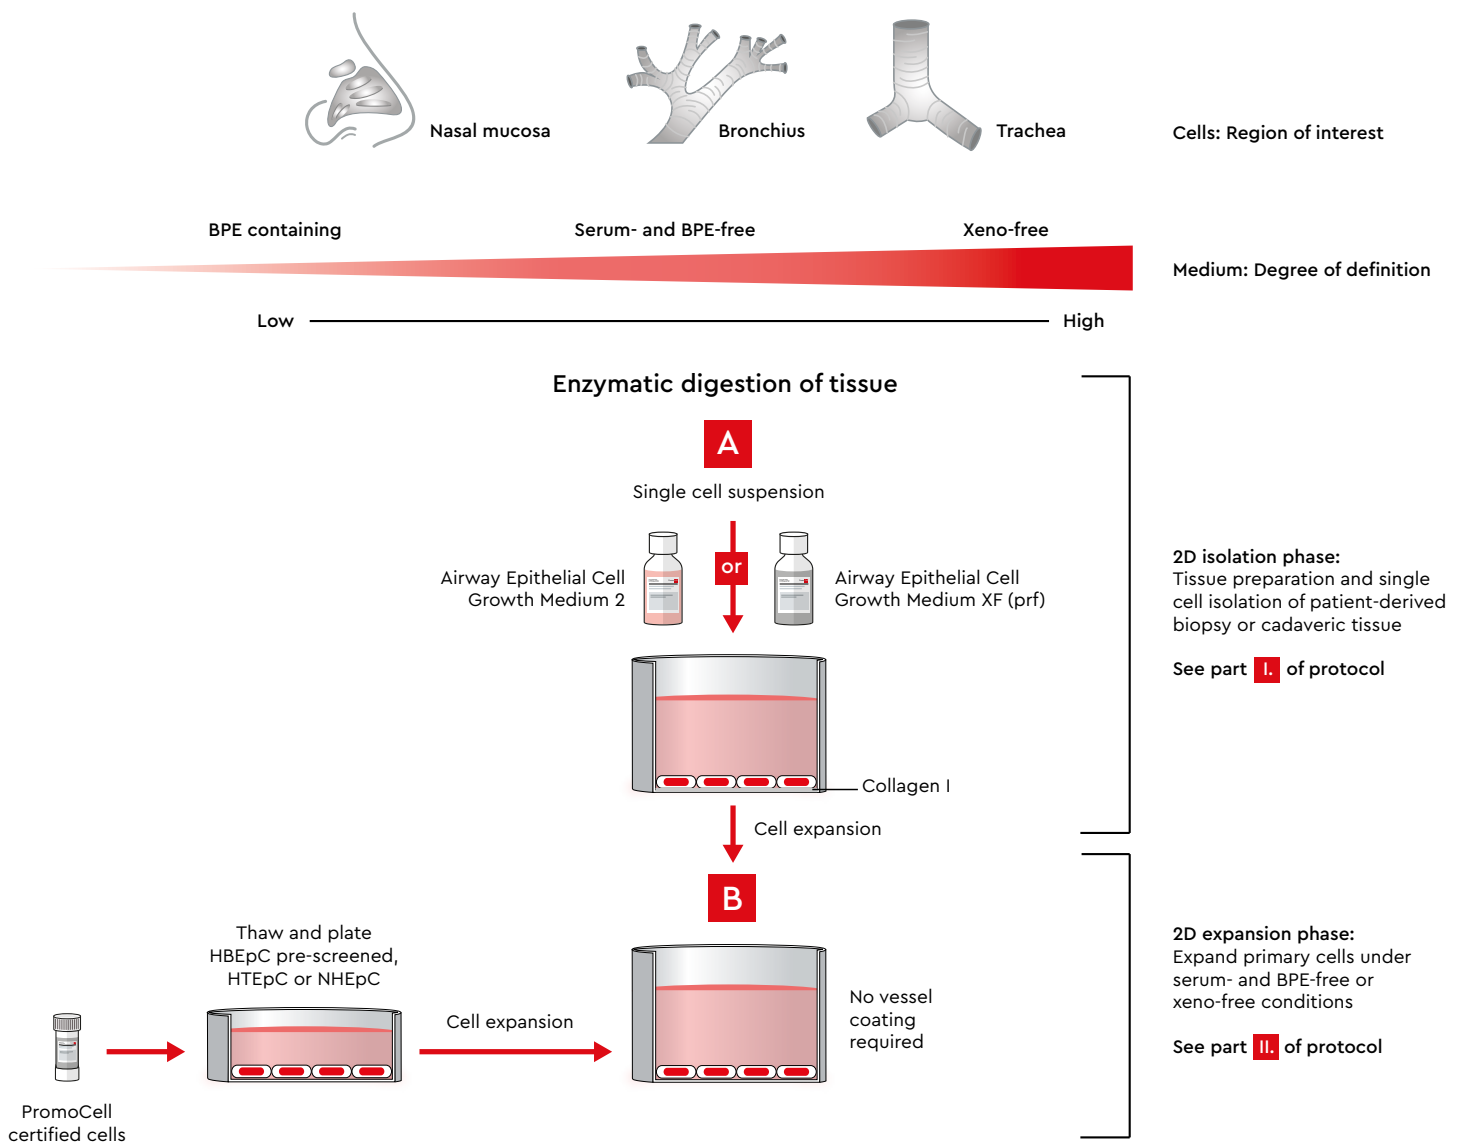 Nasal mucosa
Bronchius
Trachea
Cells: Region of interest
BPE containing
Serum- and BPE-free
Xeno-free
Medium: Degree of definition
Low
High
Enzymatic digestion of tissue
A
Single cell suspension
Airway Epithelial Cell
Growth Medium 2
or
Airway Epithelial Cell
Growth Medium XF (prf)
2D isolation phase:
Tissue preparation and single
cell isolation of patient-derived
biopsy or cadaveric tissue
See part I. of protocol
Collagen I
Cell expansion
B
Thaw and plate
HBEpC pre-screened,
HTEpC or NHEpC
Cell expansion
No vessel
coating
required
2D expansion phase:
Expand primary cells under
serum- and BPE-free or
xeno-free conditions
See part II. of protocol
PromoCell
certified cells